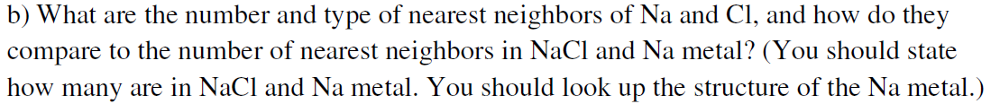 b) What are the number and type of nearest neighbors of Na and Cl, and how do they
compare to the number of nearest neighbors in NaCl and Na metal? (You should state
how many are in NaCl and Na metal. You should look up the structure of the Na metal.)